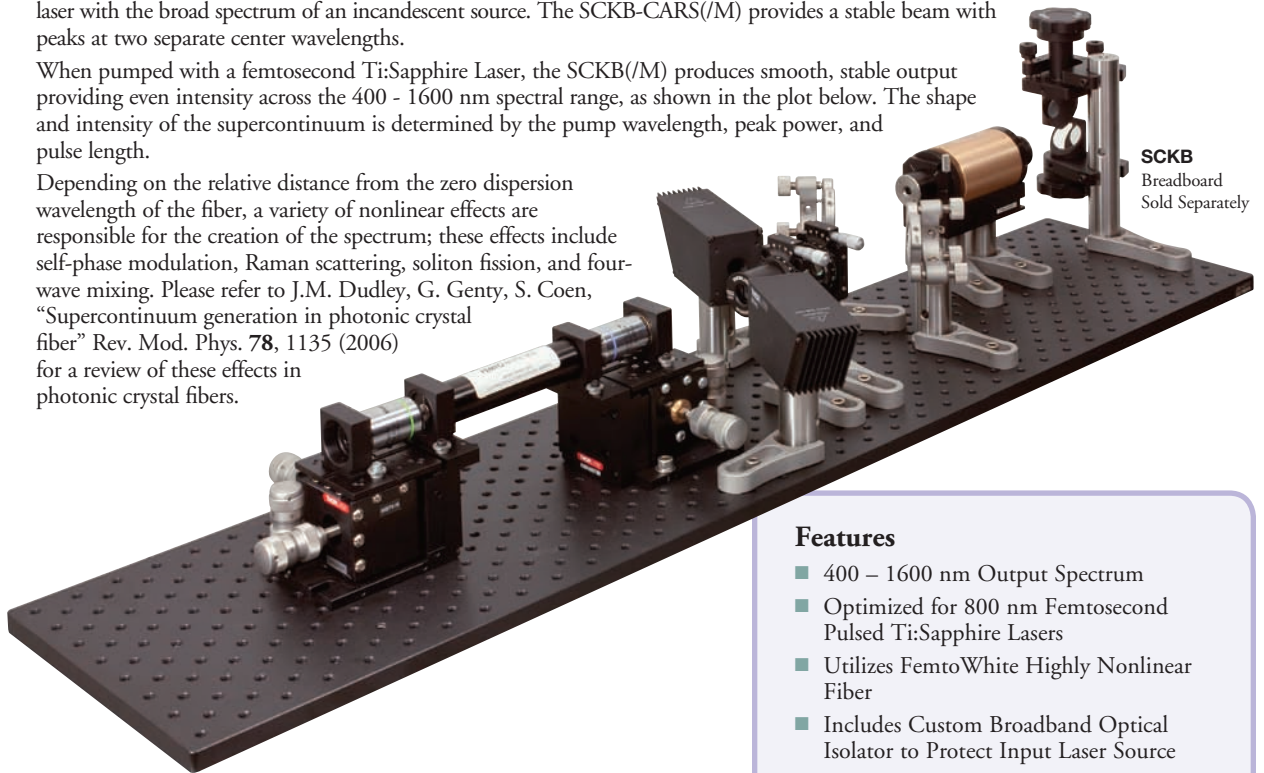 laser with the broad spectrum of an incandescent source. The SCKB-CARS(/M) provides a stable beam with
peaks at two separate center wavelengths.
When pumped with a femtosecond Ti:Sapphire Laser, the SCKB(/M) produces smooth, stable output
providing even intensity across the 400 - 1600 nm spectral range, as shown in the plot below. The shape
and intensity of the supercontinuum is determined by the pump wavelength, peak power, and
pulse length.
Depending on the relative distance from the zero dispersion
wavelength of the fiber, a variety of nonlinear effects are
responsible for the creation of the spectrum; these effects include
self-phase modulation, Raman scattering, soliton fission, and four-
wave mixing. Please refer to J.M. Dudley, G. Genty, S. Coen,
“Supercontinuum generation in photonic crystal
fiber” Rev. Mod. Phys. 78, 1135 (2006)
for a review of these effects in
photonic crystal fibers.
SCKB
Breadboard
Sold Separately
Features
■ 400 – 1600 nm Output Spectrum
■ Optimized for 800 nm Femtosecond
Pulsed Ti:Sapphire Lasers
■ Utilizes FemtoWhite Highly Nonlinear
Fiber
■ Includes Custom Broadband Optical
Isolator to Protect Input Laser Source